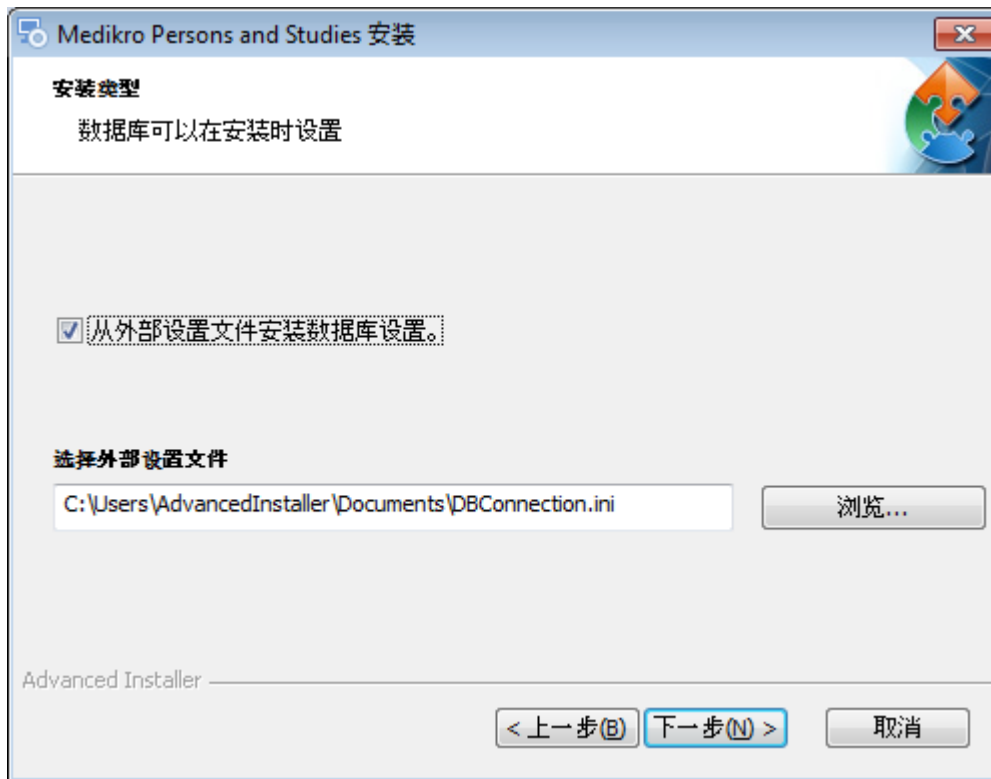 Medikro Persons and Studies 安装
安装类型
数据库可以在安装时设置
从外部设置文件安装数据库设置。
选择外部设置文件
C:\Users\AdvancedInstaller\Documents\DBConnection.ini
浏览...
Advanced Installer
< 上一步(B) 下一步(N) > 取消